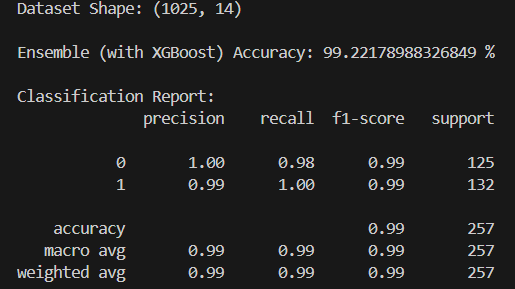 Dataset Shape: (1025, 14)
Ensemble (with XGBoost) Accuracy: 99.22178988326849 %
Classification Report:
precision recall f1-score support
0 1.00 0.98 0.99 125
1 0.99 1.00 0.99 132
accuracy 0.99 257
macro avg 0.99 0.99 0.99 257
weighted avg 0.99 0.99 0.99 257